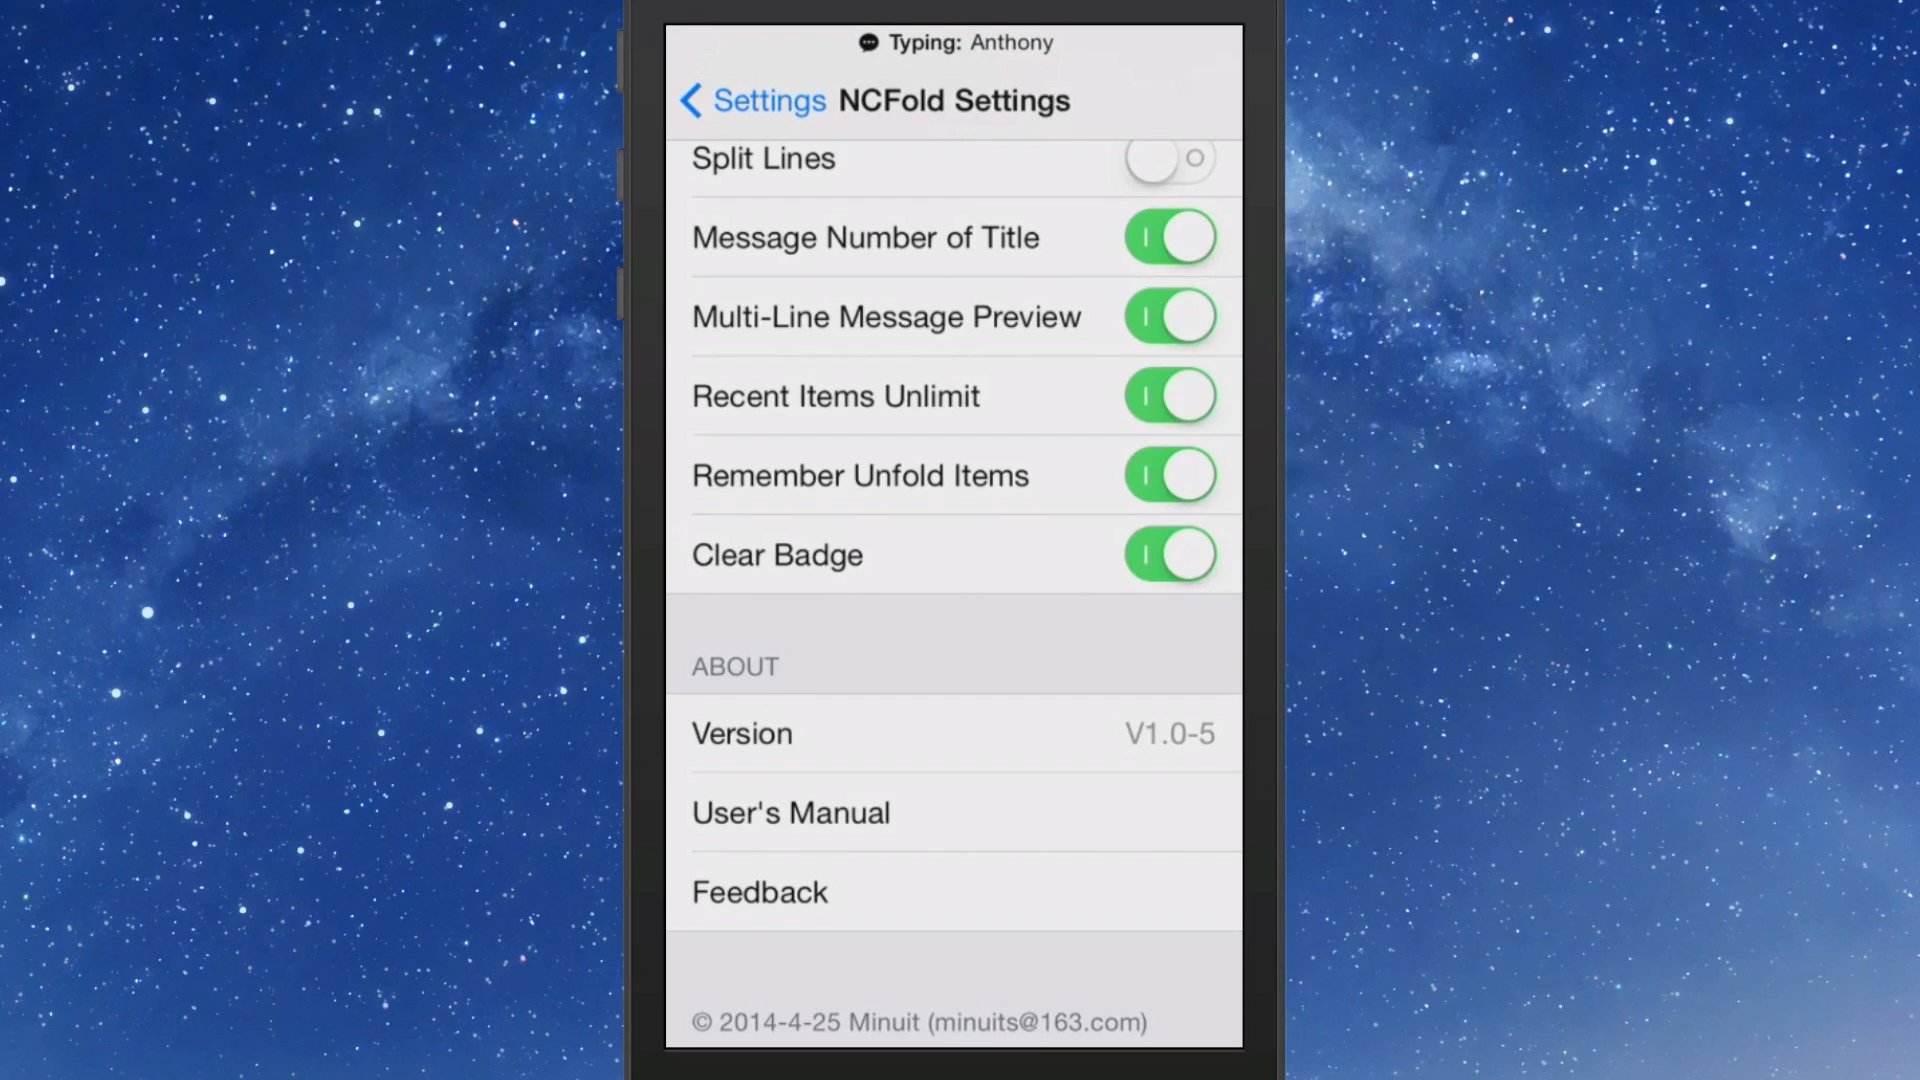 Typing: Anthony
Settings NCFold Settings
Split Lines
Message Number of Title
Multi-Line Message Preview
Recent Items Unlimit
Remember Unfold Items
Clear Badge
ABOUT
Version V1.0-5
User's Manual
Feedback
© 2014-4-25 Minuit (minuits@163.com)